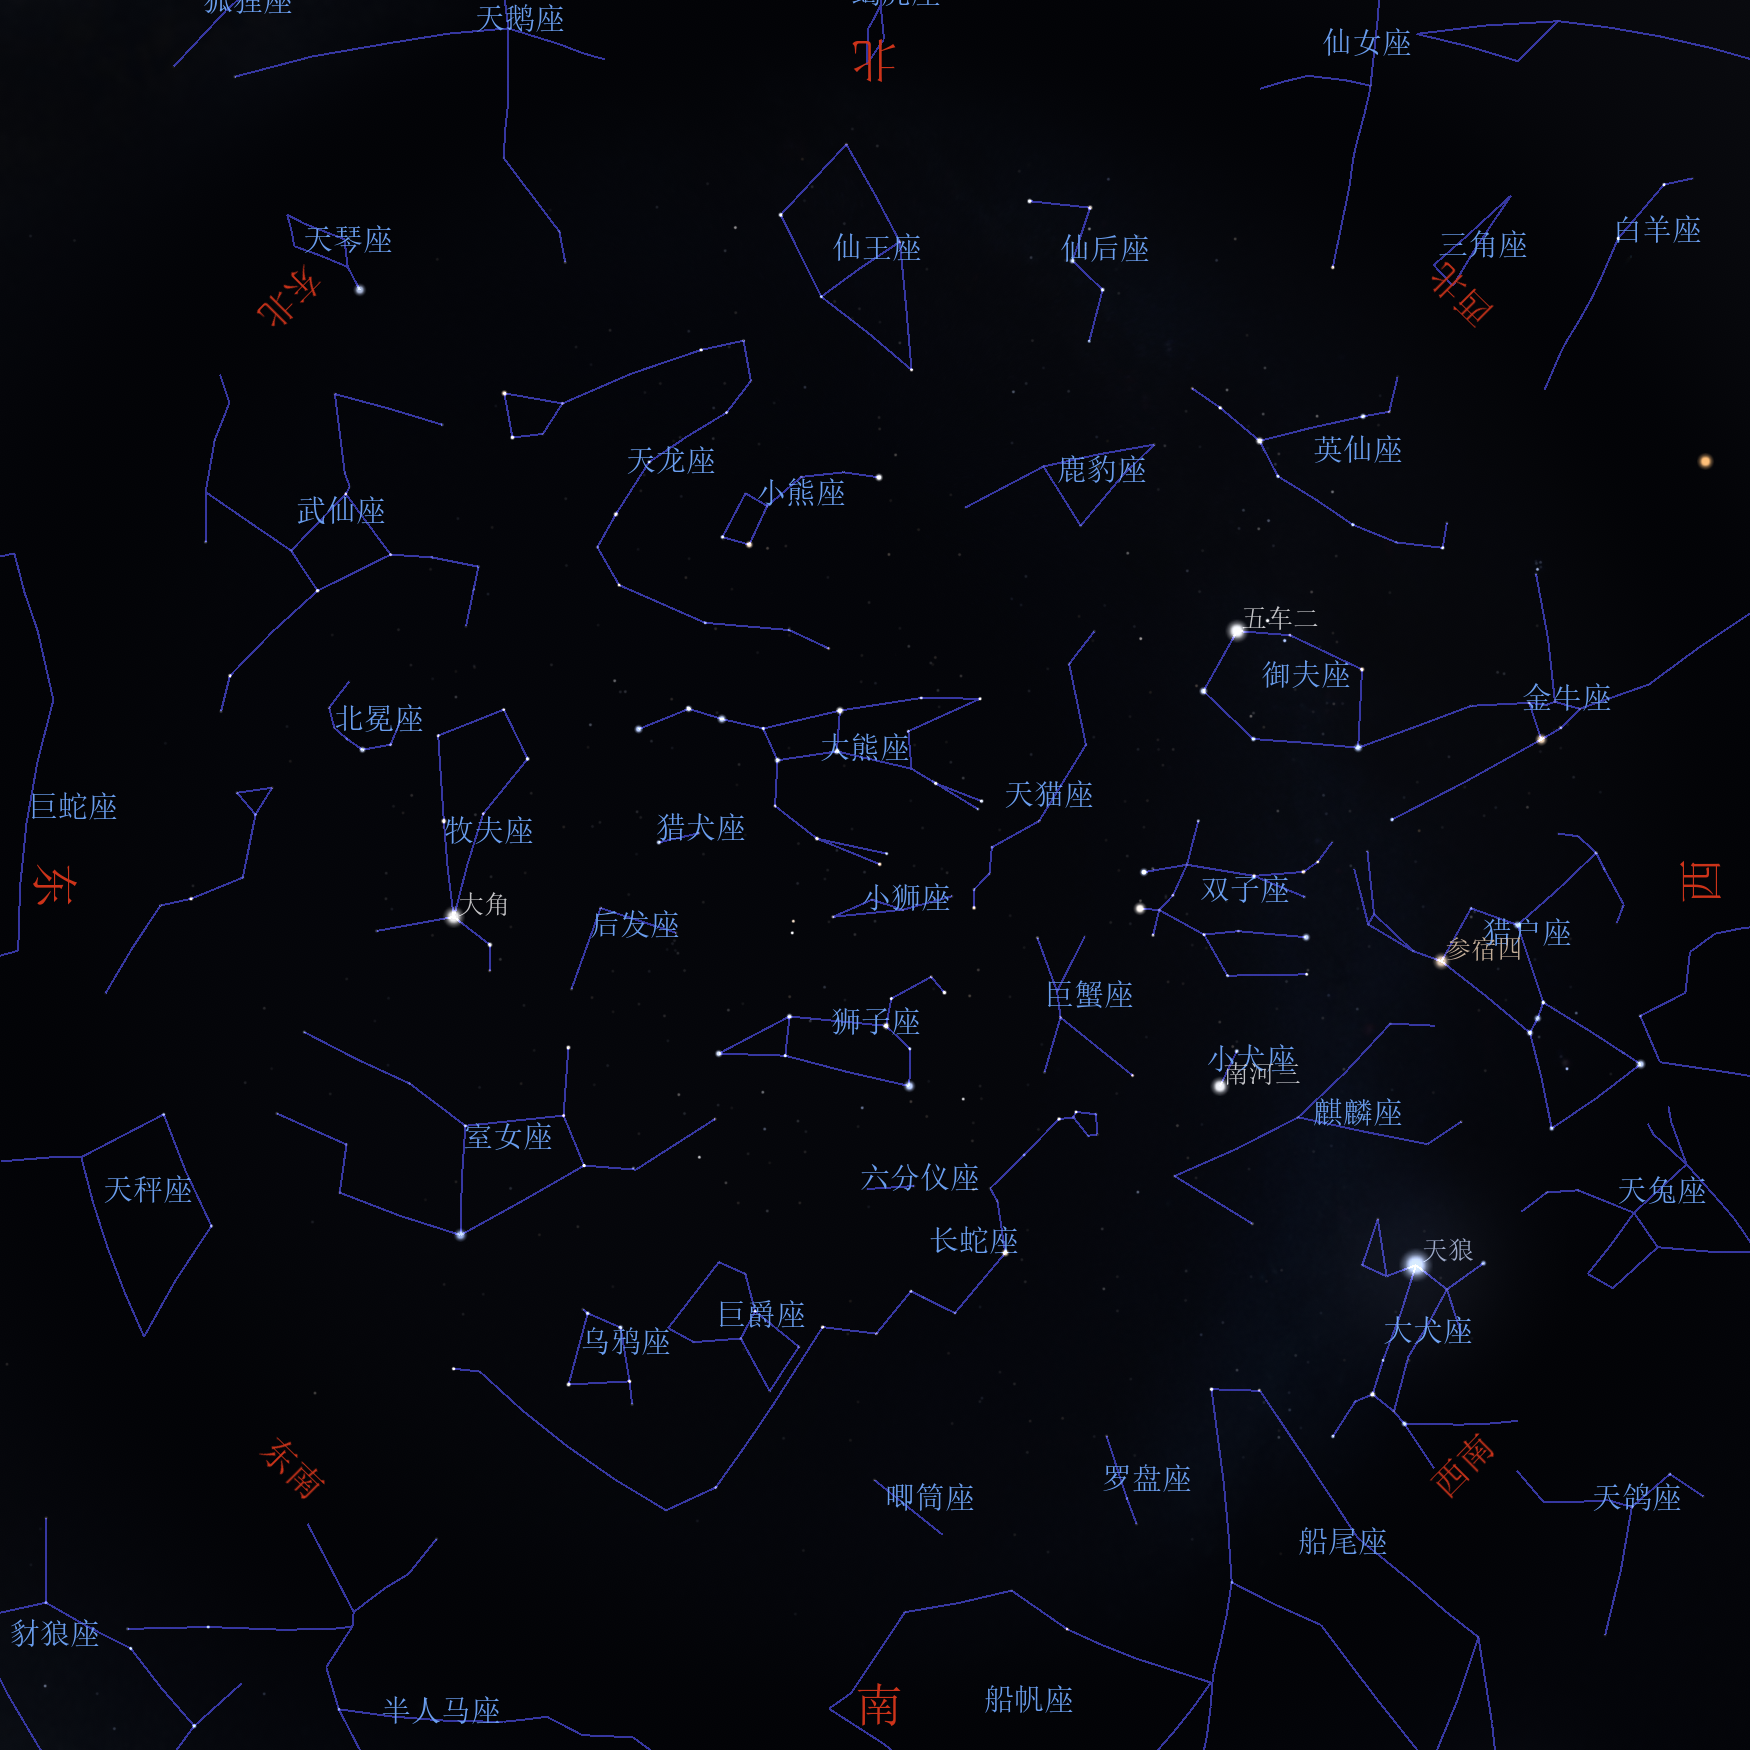 狐狸座
天鹅座
蝎虎座
北
仙女座
天琴座
东北
仙王座
仙后座
三角座
西北
白羊座
天龙座
小熊座
鹿豹座
英仙座
武仙座
五车二
御夫座
金牛座
北冕座
大熊座
天猫座
巨蛇座
牧夫座
猎犬座
东
大角
后发座
小狮座
双子座
猎户座
参宿四
西
狮子座
巨蟹座
小犬座
南河三
麒麟座
室女座
天秤座
六分仪座
长蛇座
天兔座
天狼
大犬座
巨爵座
乌鸦座
东南
西南
唧筒座
罗盘座
天鸽座
船尾座
豺狼座
半人马座
南
船帆座